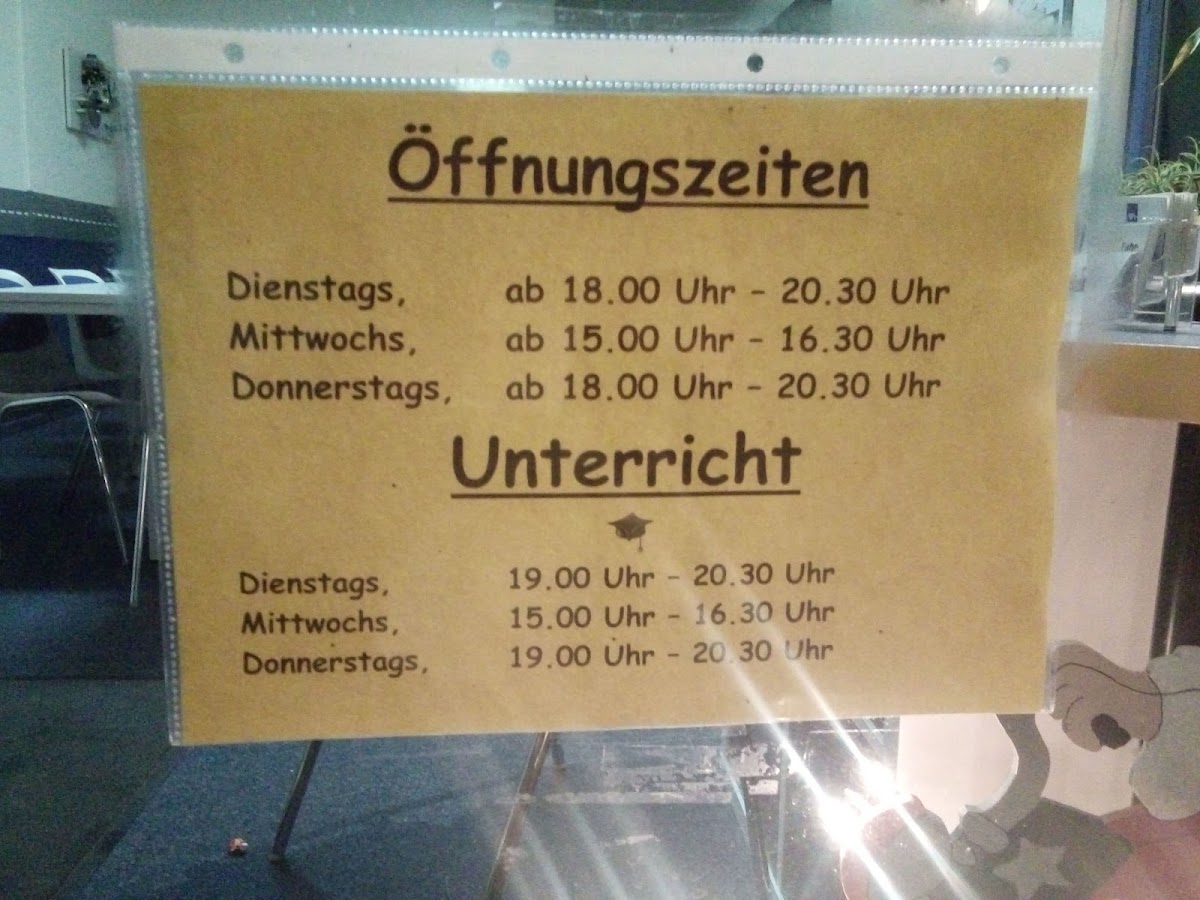 Öffnungszeiten
Dienstags, ab 18.00 Uhr - 20.30 Uhr
Mittwochs, ab 15.00 Uhr - 16.30 Uhr
Donnerstags, ab 18.00 Uhr - 20.30 Uhr
Unterricht
Dienstags, 19.00 Uhr - 20.30 Uhr
Mittwochs, 15.00 Uhr - 16.30 Uhr
Donnerstags, 19.00 Uhr - 20.30 Uhr